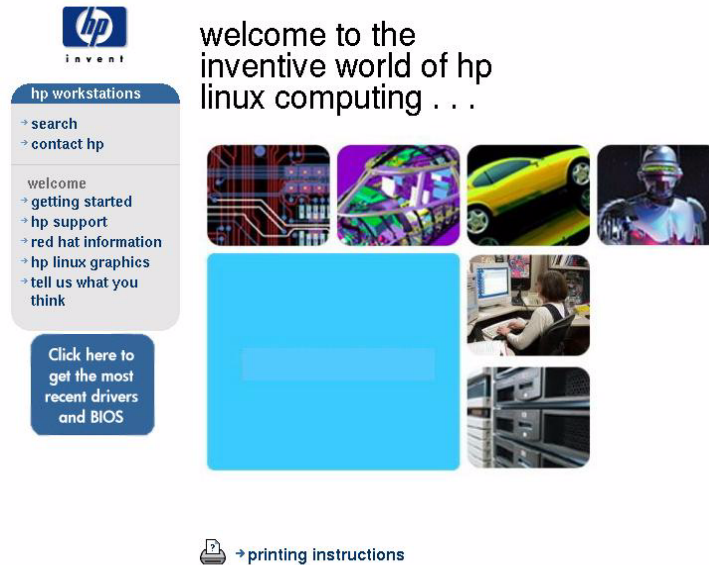 hp
invent
hp workstations
search
contact hp
welcome
getting started
hp support
red hat information
hp linux graphics
tell us what you
think
Click here to
get the most
recent drivers
and BIOS
welcome to the
inventive world of hp
linux computing . . .
?
printing instructions